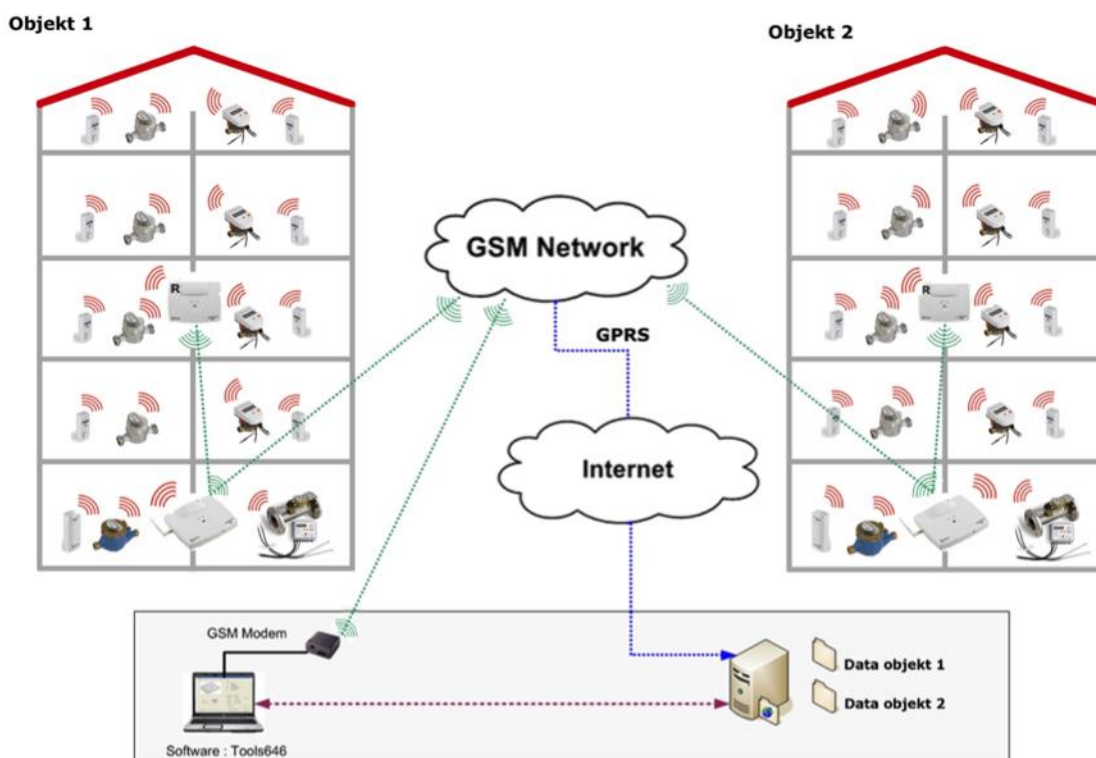 Objekt 1
Objekt 2
GSM Network
R
R
GPRS
Internet
GSM Modem
Data objekt 1
Data objekt 2
Software : Tools646